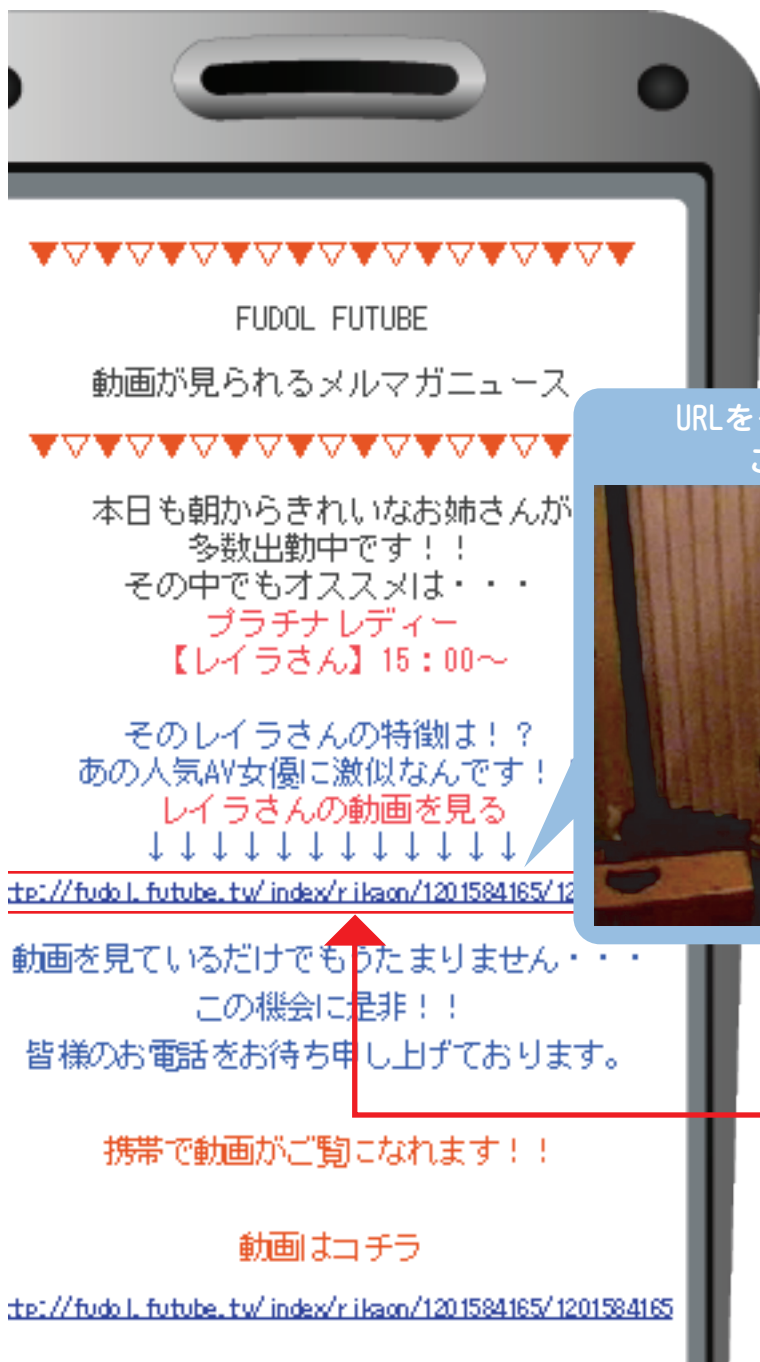 ▼▽▼▽▼▽▼▽▼▽▼▽▼▽▼▽▼▽▼
FUDOL FUTUBE
動画が見られるメルマガニュース
▼▽▼▽▼▽▼▽▼▽▼▽▼▽▼▽▼
本日も朝からきれいなお姉さんが
多数出勤中です！！
その中でもオススメは・・・
プラチナレディー
【レイラさん】15：00～
そのレイラさんの特徴は！？
あの人気AV女優に激似なんです！
レイラさんの動画を見る
↓↓↓↓↓↓↓↓↓↓↓↓
ttp://fudol.futube.tw/index/rikaon/1201584165/12
動画を見ているだけでもうたまりません・・・
この機会に是非！！
皆様のお電話をお待ち申し上げております。
携帯で動画がご覧になれます！！
動画はコチラ
ttp://fudol.futube.tw/index/rikaon/1201584165/1201584165
URLを